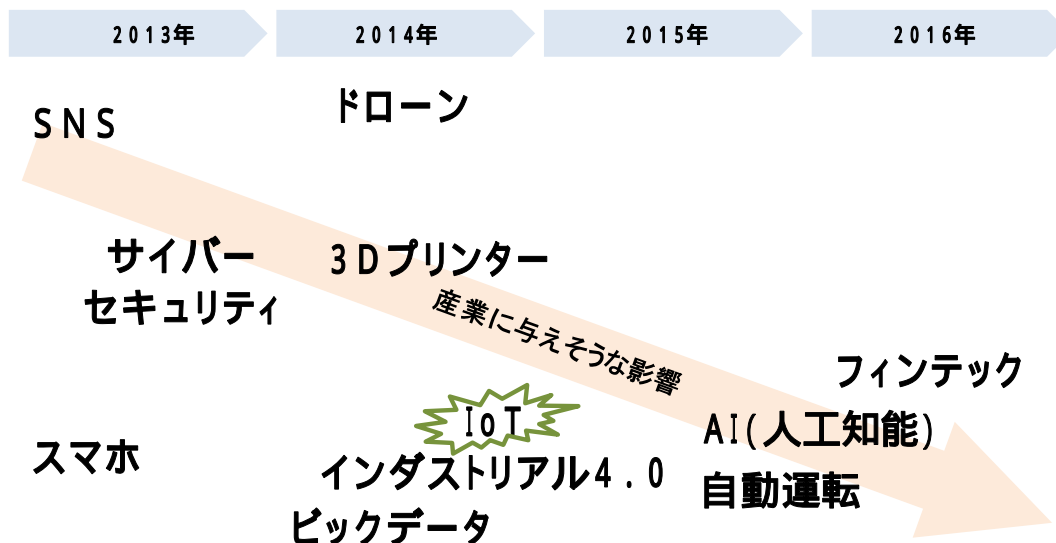 2013年
2014年
2015年
2016年
SNS
ドローン
サイバー
セキュリティ
3Dプリンター
産業に与えそうな影響
フィンテック
IoT
AI(人工知能)
スマホ
インダストリアル4.0
自動運転
ビックデータ